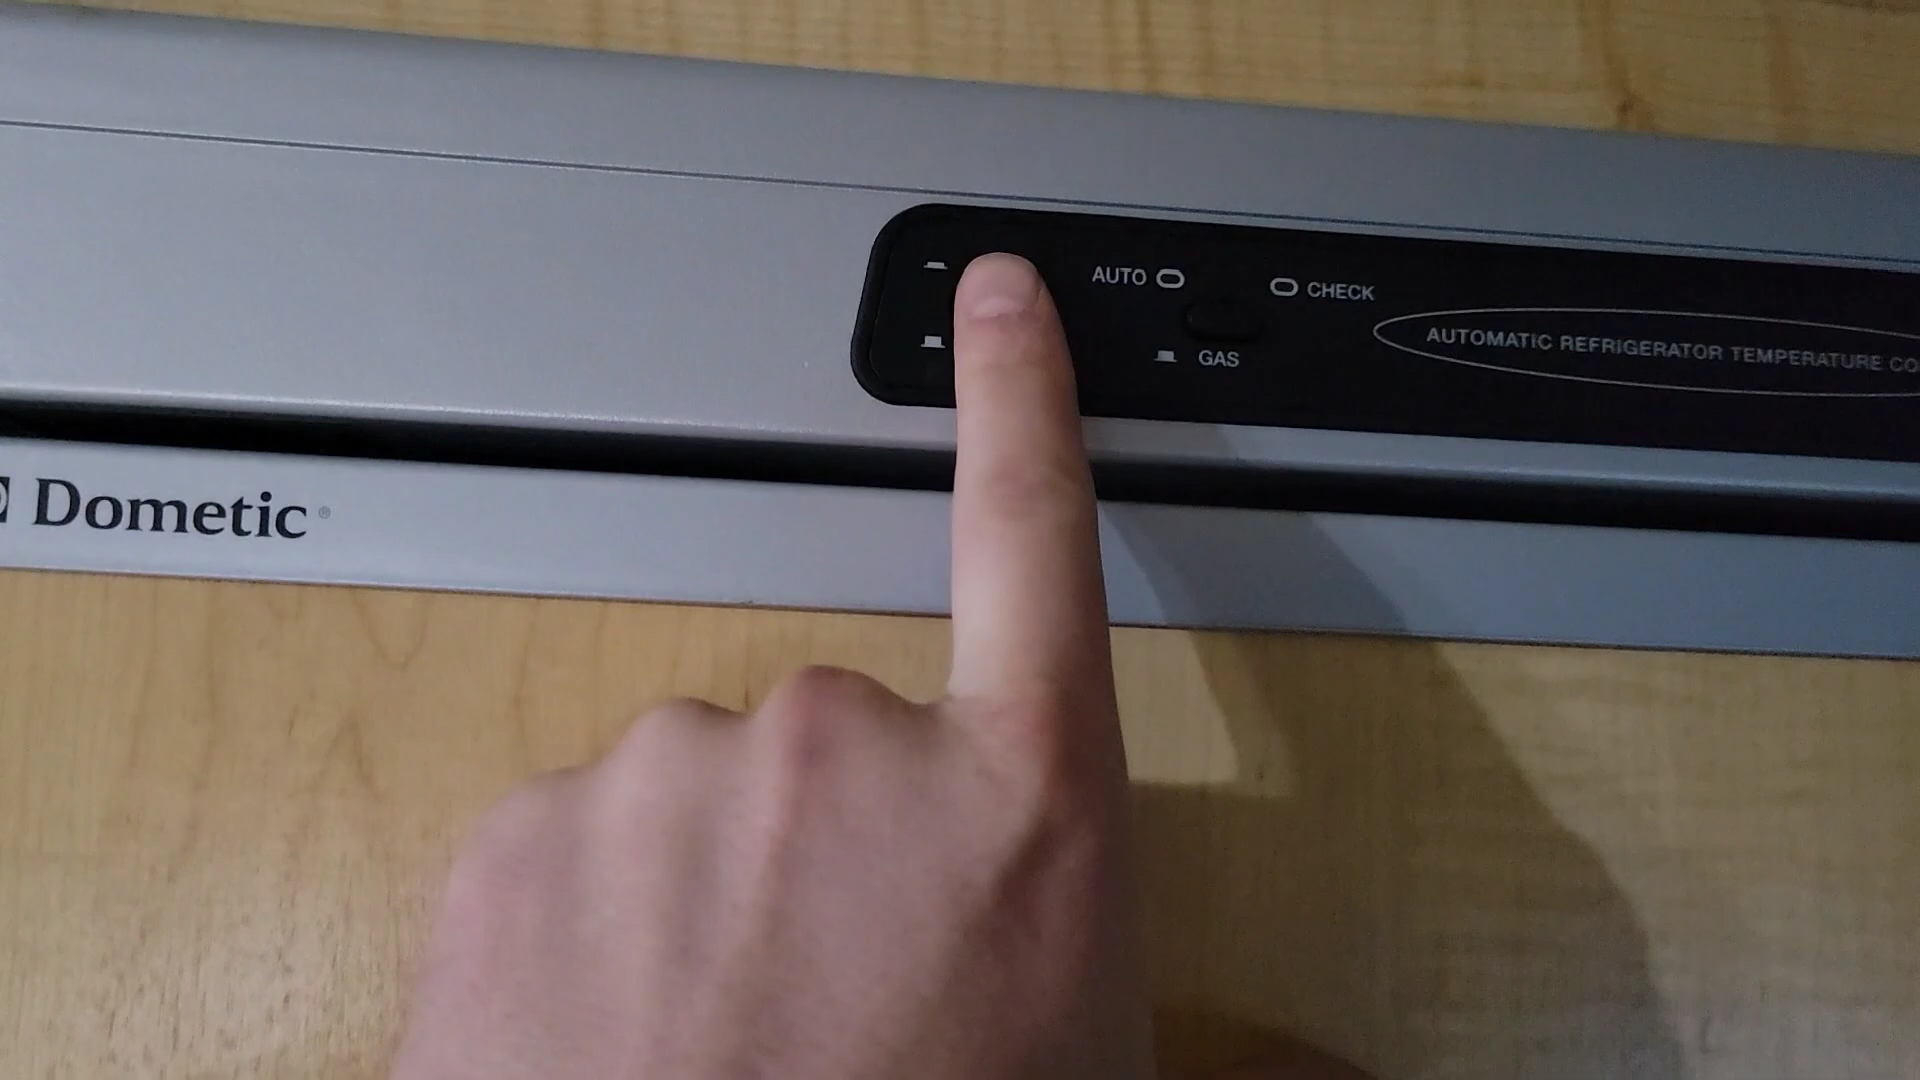 AUTO
CHECK
GAS
AUTOMATIC REFRIGERATOR TEMPERATURE
Dometic®